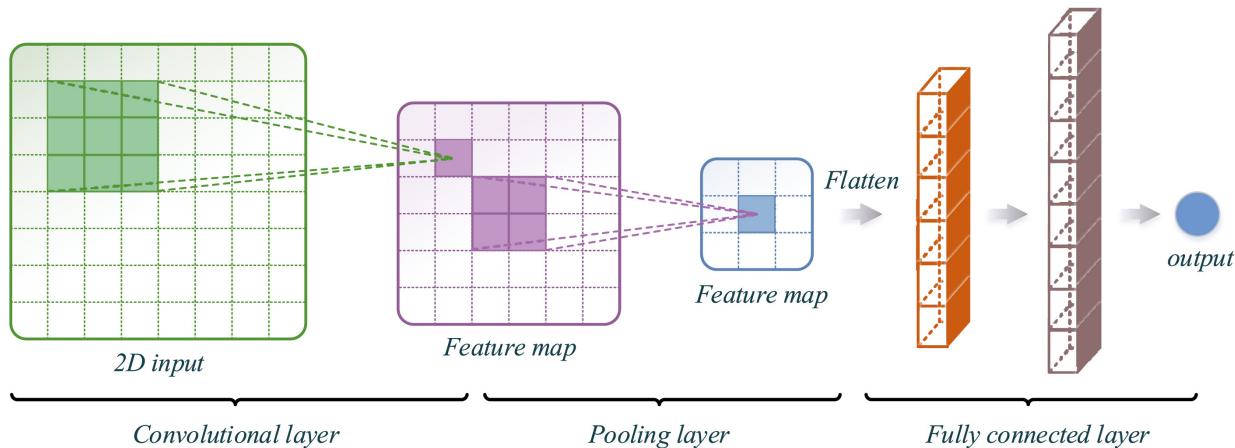 2D input
Feature map
Feature map
Flatten
output
Convolutional layer
Pooling layer
Fully connected layer